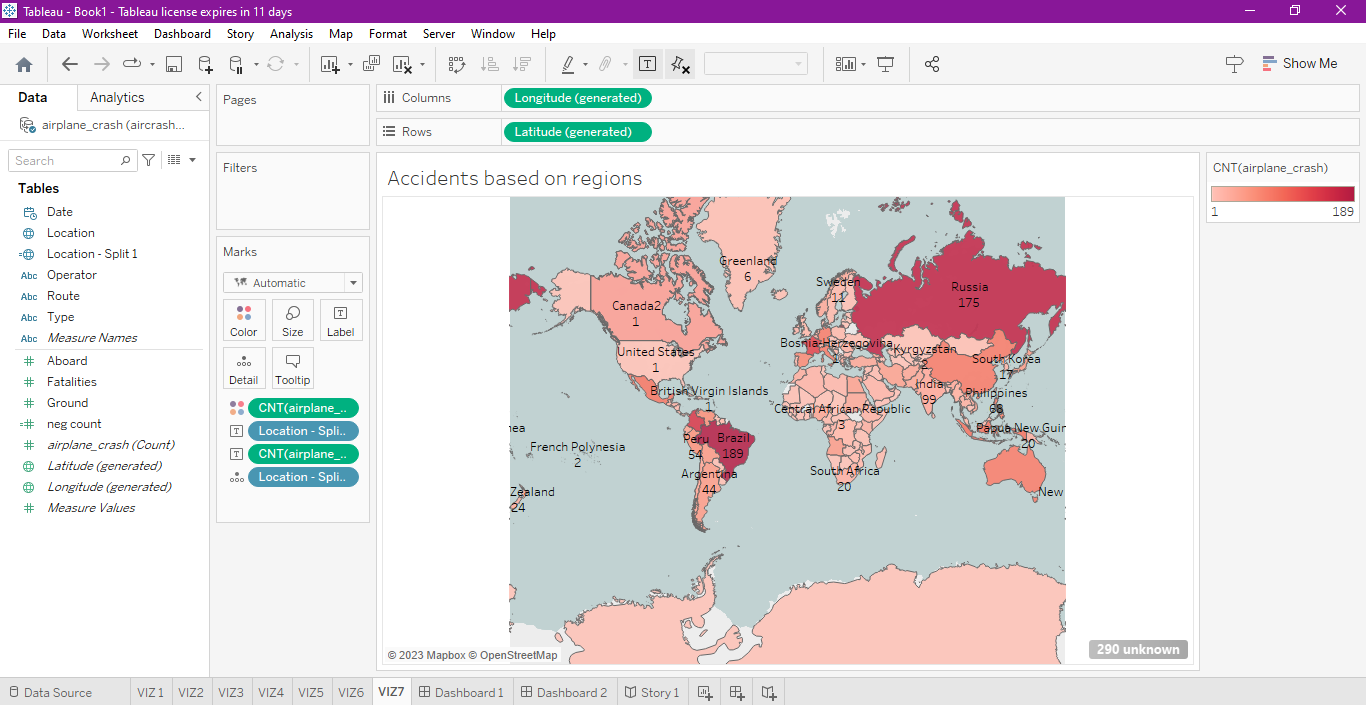 Tableau - Book1 - Tableau license expires in 11 days
File Data Worksheet Dashboard Story Analysis Map Format Server Window Help
Show Me
Data Analytics
airplane_crash (aircrash...
Search
Tables
Date
Location
Location - Split 1
Abc Operator
Abc Route
Abc Type
Abc Measure Names
Aboard
Fatalities
Ground
neg count
airplane_crash (Count)
Latitude (generated)
Longitude (generated)
Measure Values
Pages
Filters
Marks
Automatic
Color Size Label
Detail Tooltip
CNT(airplane_..
Location - Spli..
CNT(airplane_..
Location - Spli..
Columns Longitude (generated)
Rows Latitude (generated)
Accidents based on regions
Greenland
6
Sweden
11
Russia
175
Canada2
1
United States
1
Bosnia-Herzegovina
1
Kyrgyzstan
2
South Korea
17
British Virgin Islands
1
India
99
Philippines
68
Central African Republic
3
nea
Papua New Guin
20
French Polynesia
2
Peru
54
Brazil
189
Argentina
44
South Africa
20
Zealand
24
New
© 2023 Mapbox © OpenStreetMap
290 unknown
CNT(airplane_crash)
1 189
Data Source VIZ 1 VIZ2 VIZ3 VIZ4 VIZ5 VIZ6 VIZ7 Dashboard 1 Dashboard 2 Story 1